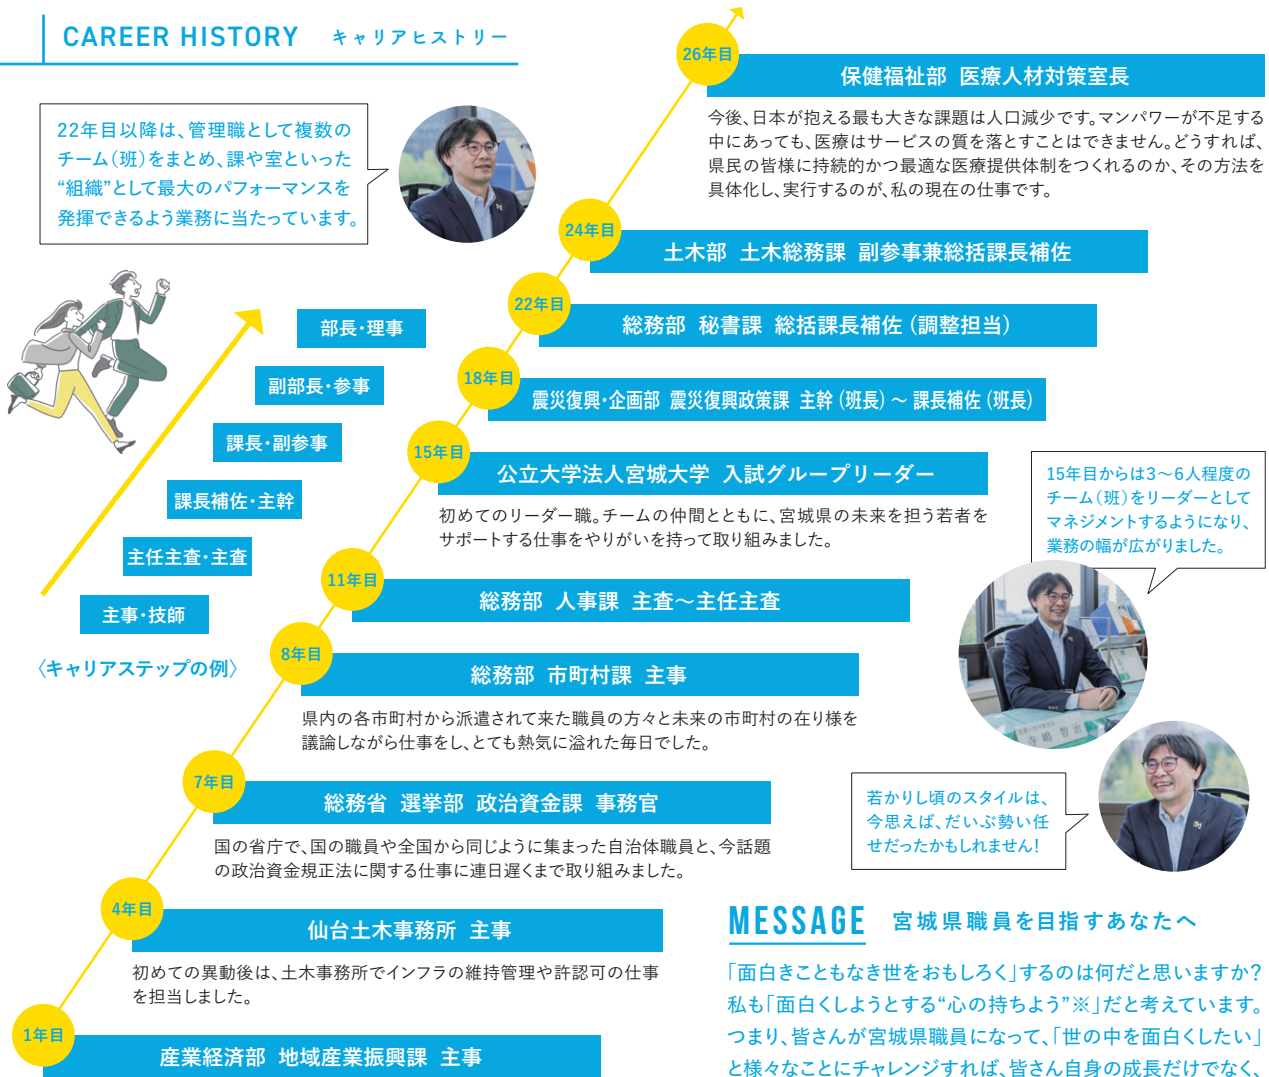 CAREER HISTORY キャリアヒストリー
22年目以降は、管理職として複数の
チーム（班）をまとめ、課や室といった
“組織”として最大のパフォーマンスを
発揮できるよう業務に当たっています。
26年目
保健福祉部 医療人材対策室長
今後、日本が抱える最も大きな課題は人口減少です。マンパワーが不足する
中にあっても、医療はサービスの質を落とすことはできません。どうすれば、
県民の皆様に持続的かつ最適な医療提供体制をつくれるのか、その方法を
具体化し、実行するのが、私の現在の仕事です。
24年目
土木部 土木総務課 副参事兼総括課長補佐
22年目
総務部 秘書課 総括課長補佐（調整担当）
18年目
震災復興・企画部 震災復興政策課 主幹（班長）～ 課長補佐（班長）
15年目
公立大学法人宮城大学 入試グループリーダー
初めてのリーダー職。チームの仲間とともに、宮城県の未来を担う若者を
サポートする仕事をやりがいを持って取り組みました。
15年目からは3～6人程度の
チーム（班）をリーダーとして
マネジメントするようになり、
業務の幅が広がりました。
11年目
総務部 人事課 主査～主任主査
8年目
総務部 市町村課 主事
県内の各市町村から派遣されて来た職員の方々と未来の市町村の在り様を
議論しながら仕事をし、とても熱気に溢れた毎日でした。
7年目
総務省 選挙部 政治資金課 事務官
国の省庁で、国の職員や全国から同じように集まった自治体職員と、今話題
の政治資金規正法に関する仕事に連日遅くまで取り組みました。
4年目
仙台土木事務所 主事
初めての異動後は、土木事務所でインフラの維持管理や許認可の仕事
を担当しました。
1年目
産業経済部 地域産業振興課 主事
部長・理事
副部長・参事
課長・副参事
課長補佐・主幹
主任主査・主査
主事・技師
〈キャリアステップの例〉
寺嶋 智治
若かりし頃のスタイルは、
今思えば、だいぶ勢い任
せだったかもしれません！
MESSAGE 宮城県職員を目指すあなたへ
「面白きこともなき世をおもしろく」するのは何だと思いますか？
私も「面白くしようとする“心の持ちよう”※」だと考えています。
つまり、皆さんが宮城県職員になって、「世の中を面白くしたい」
と様々なことにチャレンジすれば、皆さん自身の成長だけでなく、